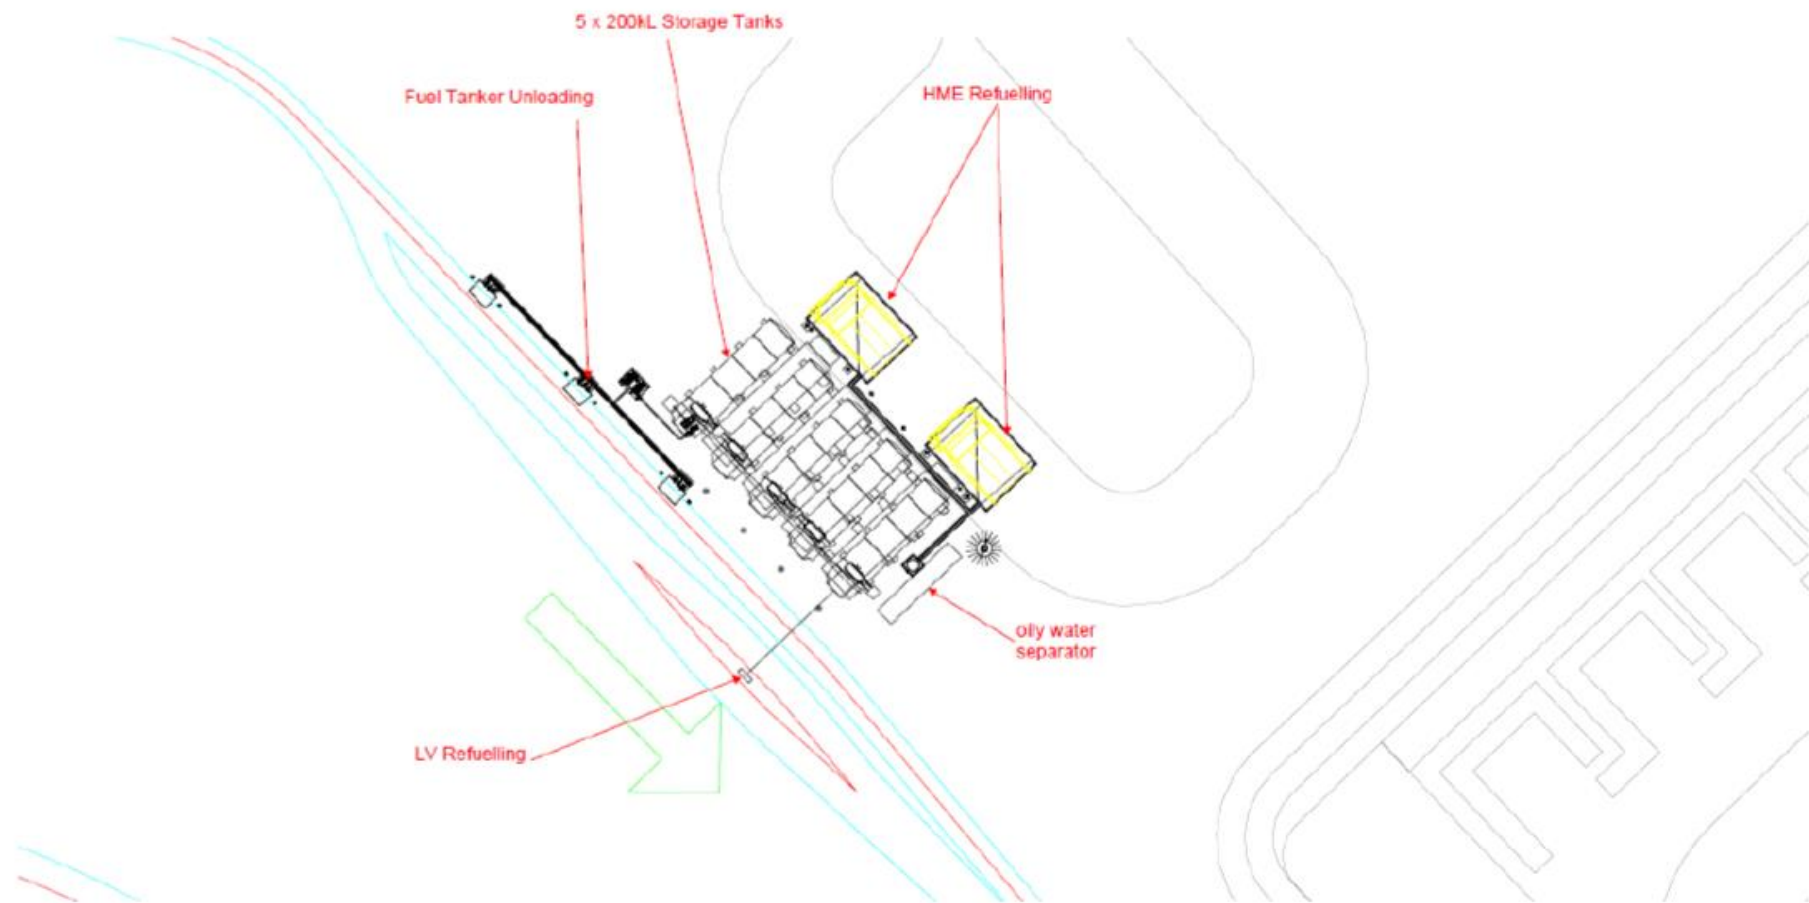 5 x 200kL Storage Tanks
Fuel Tanker Unloading
HME Refuelling
oily water
separator
LV Refuelling